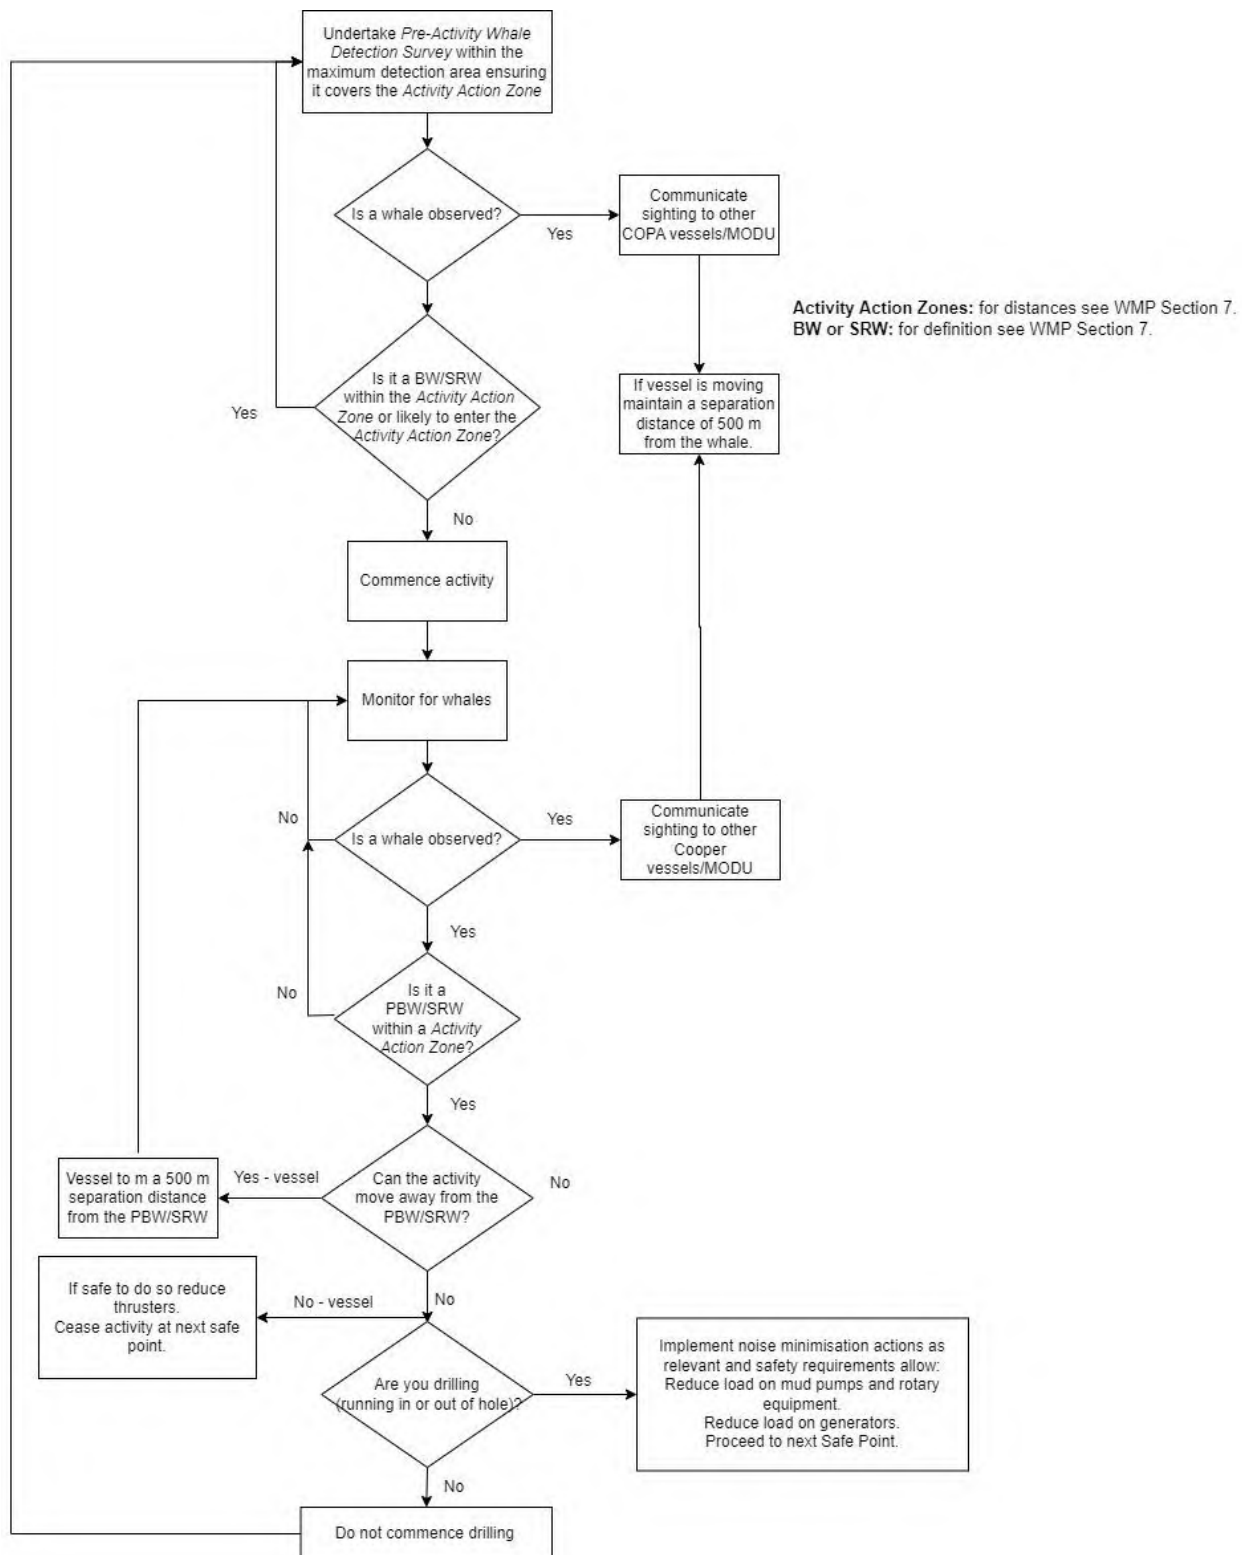 Undertake Pre-Activity Whale
Detection Survey within the
maximum detection area ensuring
it covers the Activity Action Zone
Is a whale observed?
Yes
Communicate
sighting to other
COPA vessels/MODU
Activity Action Zones: for distances see WMP Section 7.
BW or SRW: for definition see WMP Section 7.
If vessel is moving
maintain a separation
distance of 500 m
from the whale.
Is it a BW/SRW
within the Activity Action
Zone or likely to enter the
Activity Action Zone?
Yes
No
Commence activity
Monitor for whales
Is a whale observed?
No
Yes
Communicate
sighting to other
Cooper
vessels/MODU
Yes
Is it a
PBW/SRW
within a Activity
Action Zone?
No
Yes
Can the activity
move away from the
PBW/SRW?
No
Yes - vessel
Vessel to m a 500 m
separation distance
from the PBW/SRW
If safe to do so reduce
thrusters.
Cease activity at next safe
point.
No - vessel
No
Are you drilling
(running in or out of hole)?
Yes
Implement noise minimisation actions as
relevant and safety requirements allow:
Reduce load on mud pumps and rotary
equipment.
Reduce load on generators.
Proceed to next Safe Point.
No
Do not commence drilling